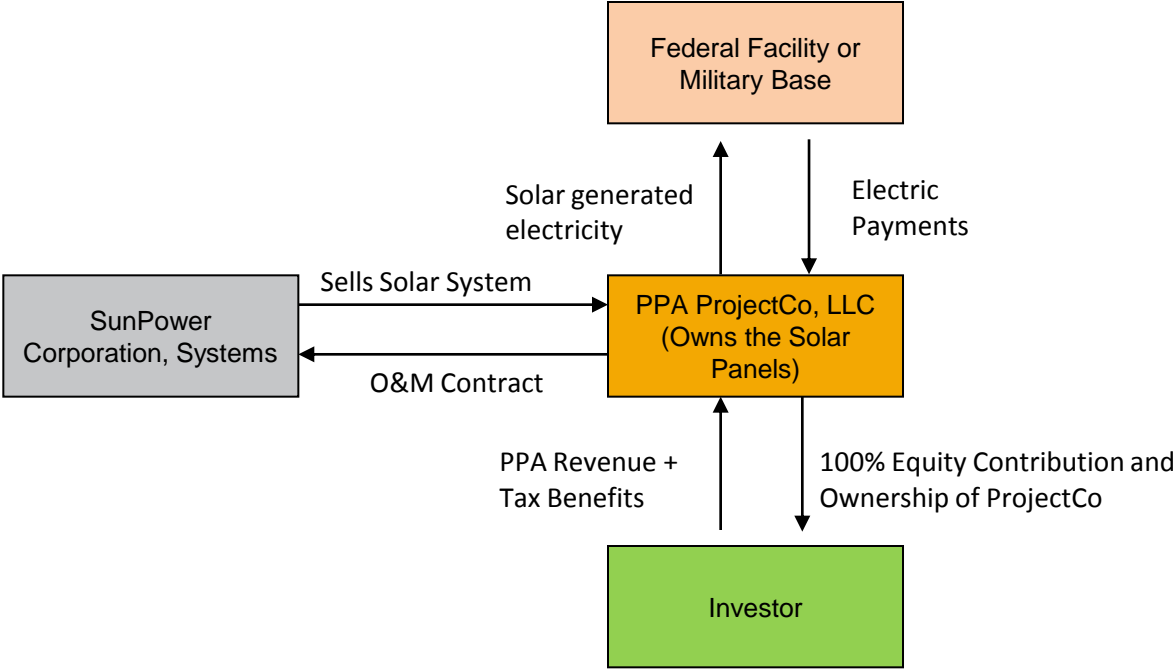 Federal Facility or
Military Base
Solar generated
electricity
Electric
Payments
Sells Solar System
SunPower
Corporation, Systems
PPA ProjectCo, LLC
(Owns the Solar
Panels)
O&M Contract
PPA Revenue +
Tax Benefits
100% Equity Contribution and
Ownership of ProjectCo
Investor